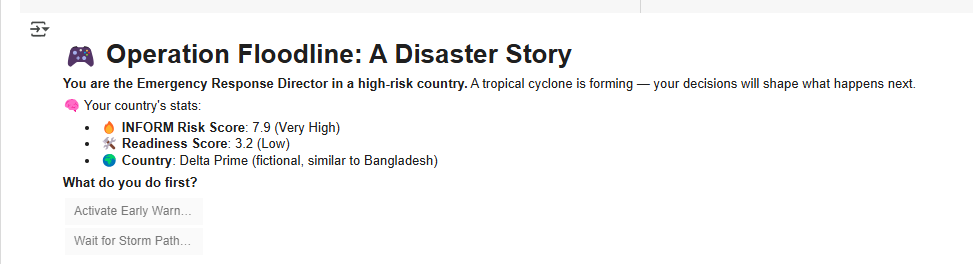 Operation Floodline: A Disaster Story
You are the Emergency Response Director in a high-risk country. A tropical cyclone is forming — your decisions will shape what happens next.
Your country's stats:
INFORM Risk Score: 7.9 (Very High)
Readiness Score: 3.2 (Low)
Country: Delta Prime (fictional, similar to Bangladesh)
What do you do first?
Activate Early Warn...
Wait for Storm Path...